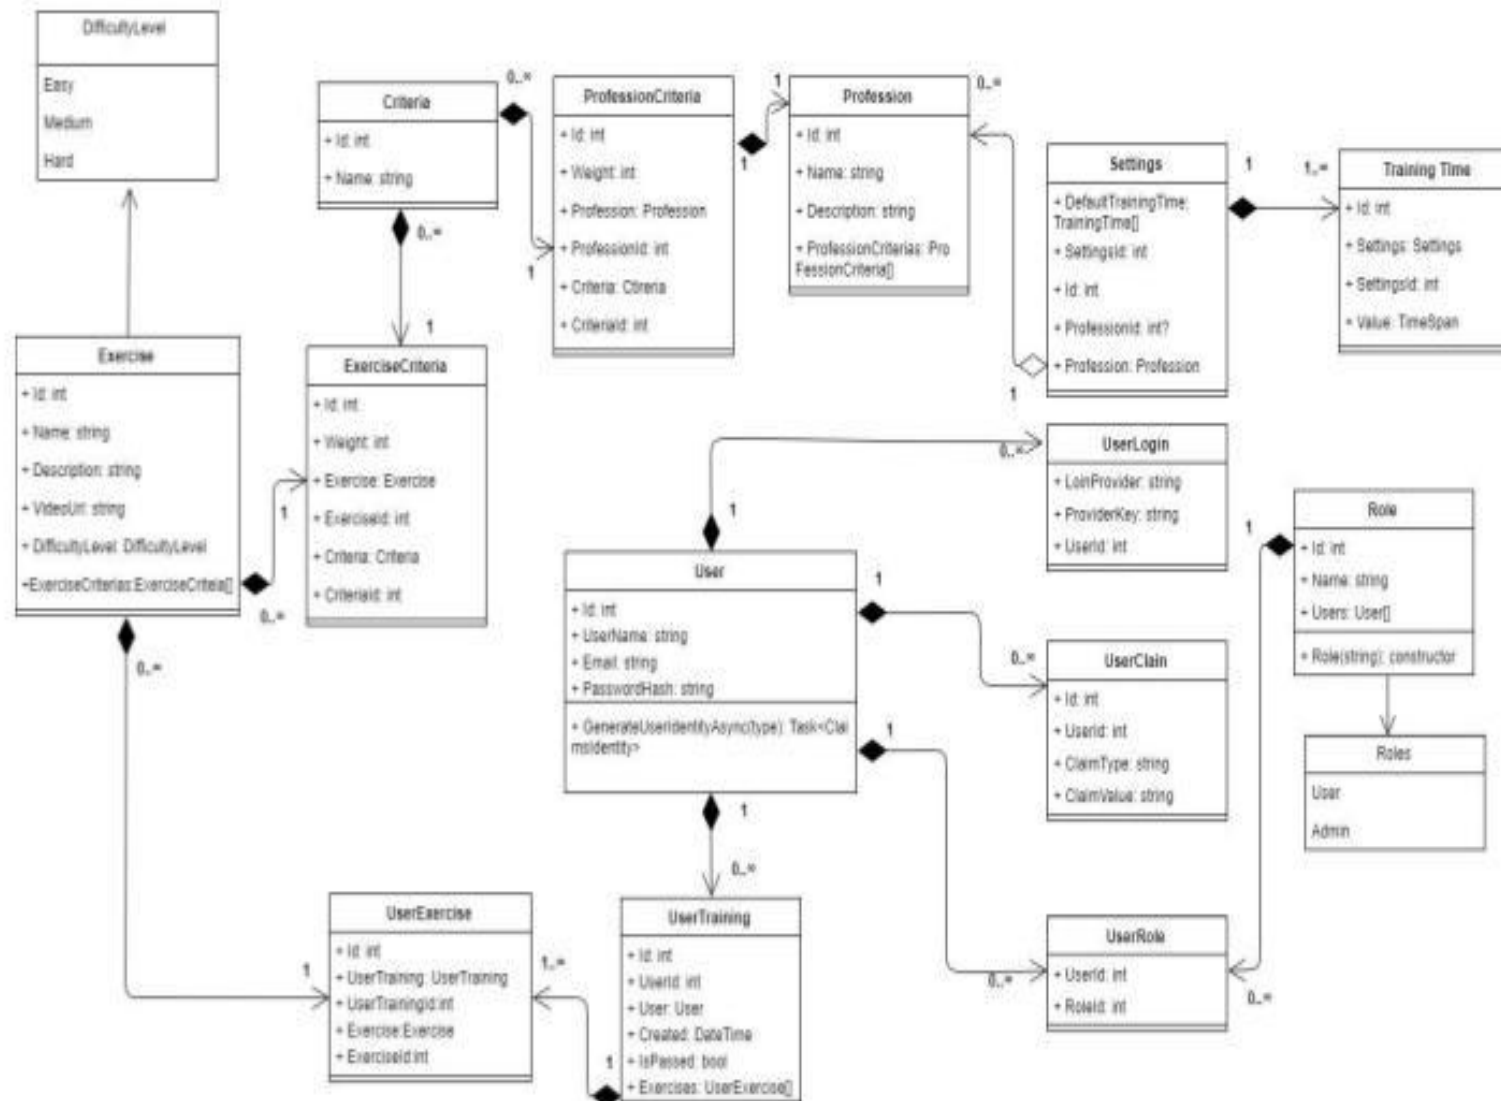 DifficultyLevel
Easy
Medium
Hard
Criteria
+ Id: int
+ Name: string
0..∞
0..∞
1
1
ProfessionCriteria
+ Id: int
+ Weight: int
+ Profession: Profession
+ ProfessionId: int
+ Criteria: Ctireria
+ CriteriaId: int
1
1
Profession
+ Id: int
+ Name: string
+ Description: string
+ ProfessionCriterias: Pro
FessionCriteria[]
0..∞
1
Settings
+ DefaultTrainingTime:
TrainingTime[]
+ SettingsId: int
+ Id: int
+ ProfessionId: int?
+ Profession: Profession
1
1..∞
Training Time
+ Id: int
+ Settings: Settings
+ SettingsId: int
+ Value: TimeSpan
Exercise
+ Id: int
+ Name: string
+ Description: string
+ VideoUrl: string
+ DifficultyLevel: DifficultyLevel
+ExerciseCriterias:ExerciseCriteia[]
0..∞
1
0..∞
ExerciseCriteria
+ Id: int
+ Weight: int
+ Exercise: Exercise
+ ExerciseId: int
+ Criteria: Criteria
+ CriteriaId: int
User
+ Id: int
+ UserName: string
+ Email: string
+ PasswordHash: string
+ GenerateUserIdentityAsync(type): Task<Clai
msIdentity>
1
1
1
1
0..∞
UserLogin
+ LoinProvider: string
+ ProviderKey: string
+ UserId: int
0..∞
UserClain
+ Id: int
+ UserId: int
+ ClaimType: string
+ ClaimValue: string
1
Role
+ Id: int
+ Name: string
+ Users: User[]
+ Role(string): constructor
Roles
User
Admin
0..∞
UserRole
+ UserId: int
+ RoleId: int
0..∞
1
UserExercise
+ Id: int
+ UserTraining: UserTraining
+ UserTrainingId:int
+ Exercise:Exercise
+ ExerciseId:int
1..∞
1
0..∞
UserTraining
+ Id: int
+ UserId: int
+ User: User
+ Created: DateTime
+ IsPassed: bool
+ Exercises: UserExercise[]